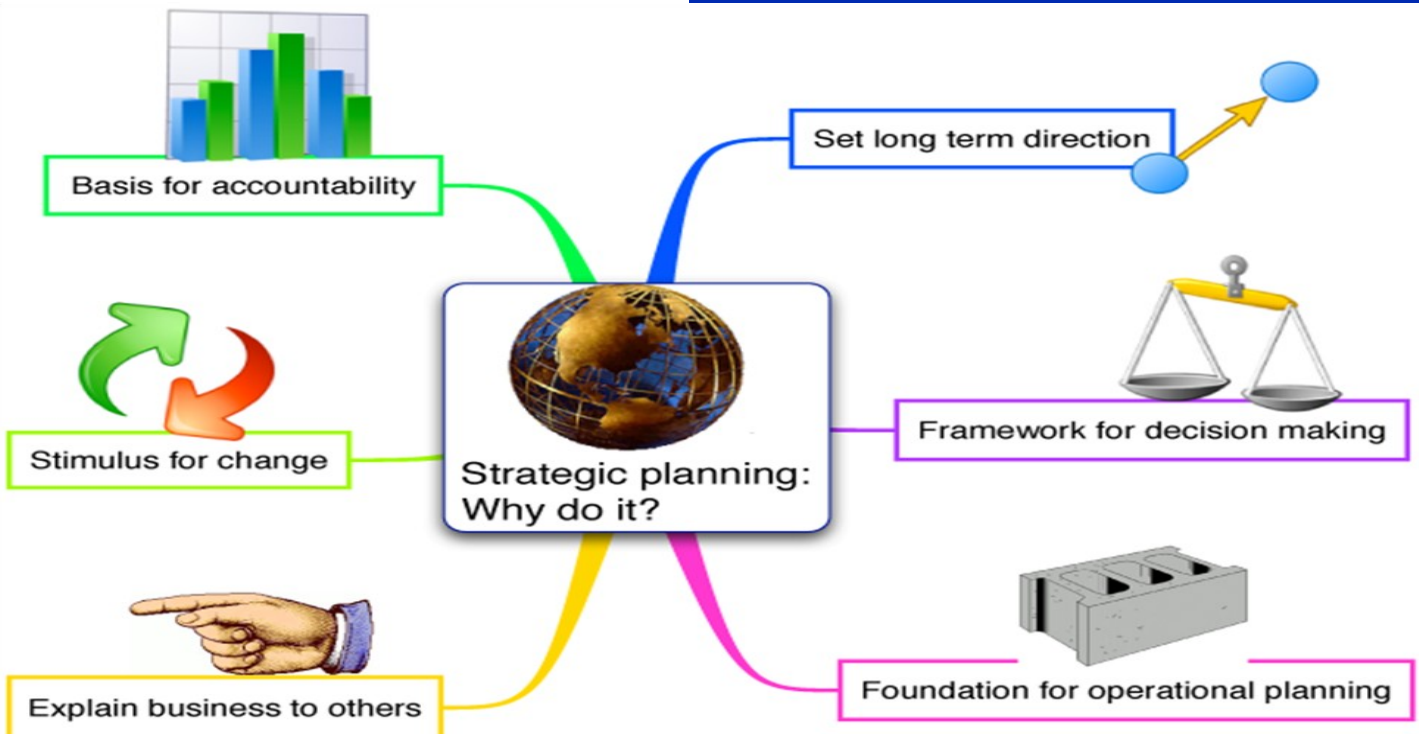 Set long term direction
Basis for accountability
Framework for decision making
Stimulus for change
Strategic planning:
Why do it?
Foundation for operational planning
Explain business to others